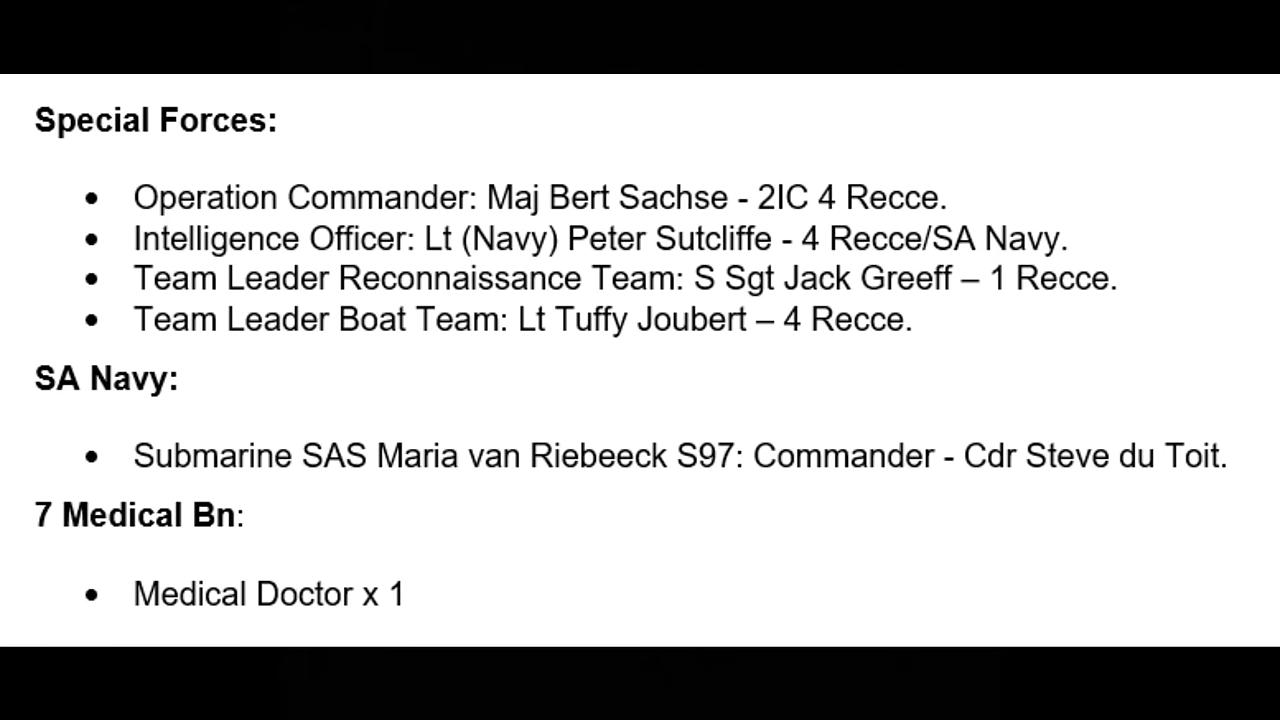 Special Forces:
• Operation Commander: Maj Bert Sachse - 2IC 4 Recce.
• Intelligence Officer: Lt (Navy) Peter Sutcliffe - 4 Recce/SA Navy.
• Team Leader Reconnaissance Team: S Sgt Jack Greeff – 1 Recce.
• Team Leader Boat Team: Lt Tuffy Joubert – 4 Recce.
SA Navy:
• Submarine SAS Maria van Riebeeck S97: Commander - Cdr Steve du Toit.
7 Medical Bn:
• Medical Doctor x 1